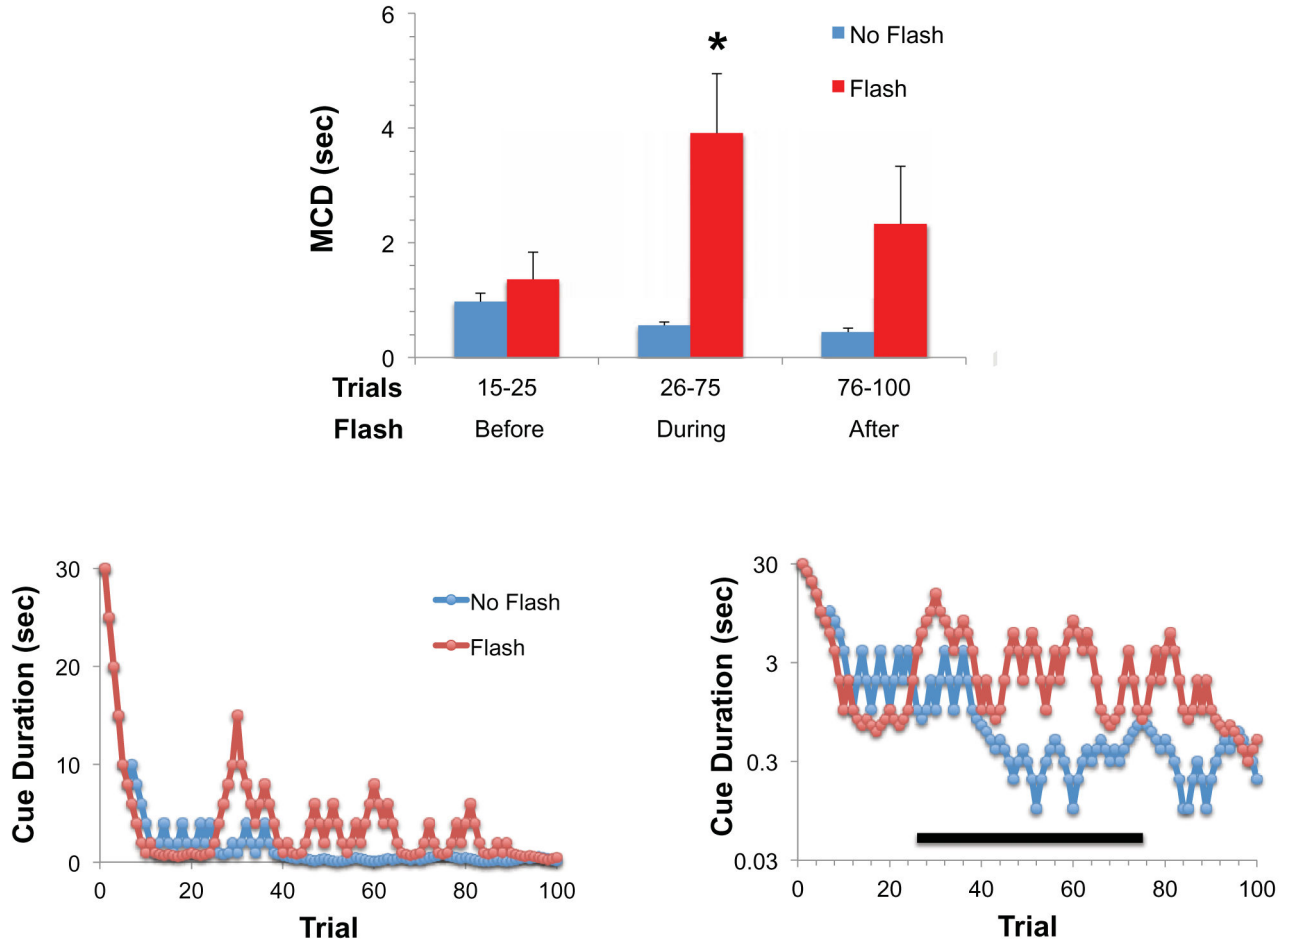 6
No Flash
*
Flash
4
MCD (sec)
2
0
Trials 15-25 26-75 76-100
Flash Before During After
30
20
10
0
Cue Duration (sec)
No Flash
Flash
0 20 40 60 80 100
Trial
30
3
0.3
0.03
Cue Duration (sec)
0 20 40 60 80 100
Trial